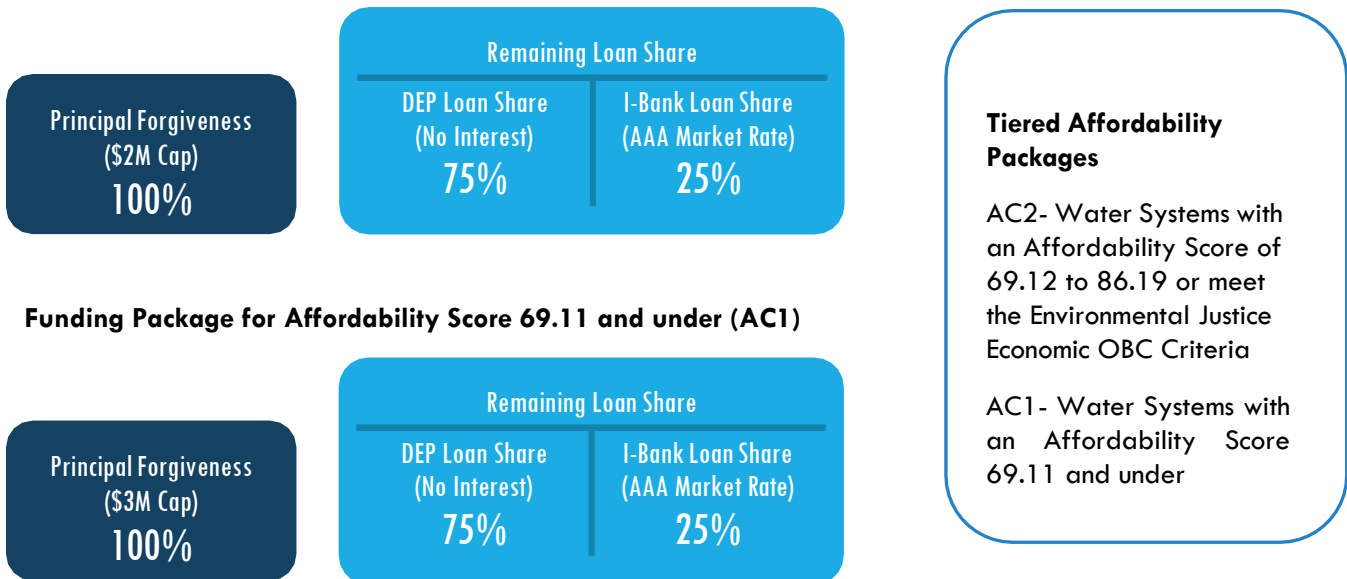 Principal Forgiveness
($2M Cap)
100%
Remaining Loan Share
DEP Loan Share
(No Interest)
75%
I-Bank Loan Share
(AAA Market Rate)
25%
Funding Package for Affordability Score 69.11 and under (AC1)
Principal Forgiveness
($3M Cap)
100%
Remaining Loan Share
DEP Loan Share
(No Interest)
75%
I-Bank Loan Share
(AAA Market Rate)
25%
Tiered Affordability
Packages
AC2- Water Systems with
an Affordability Score of
69.12 to 86.19 or meet
the Environmental Justice
Economic OBC Criteria
AC1- Water Systems with
an Affordability Score
69.11 and under